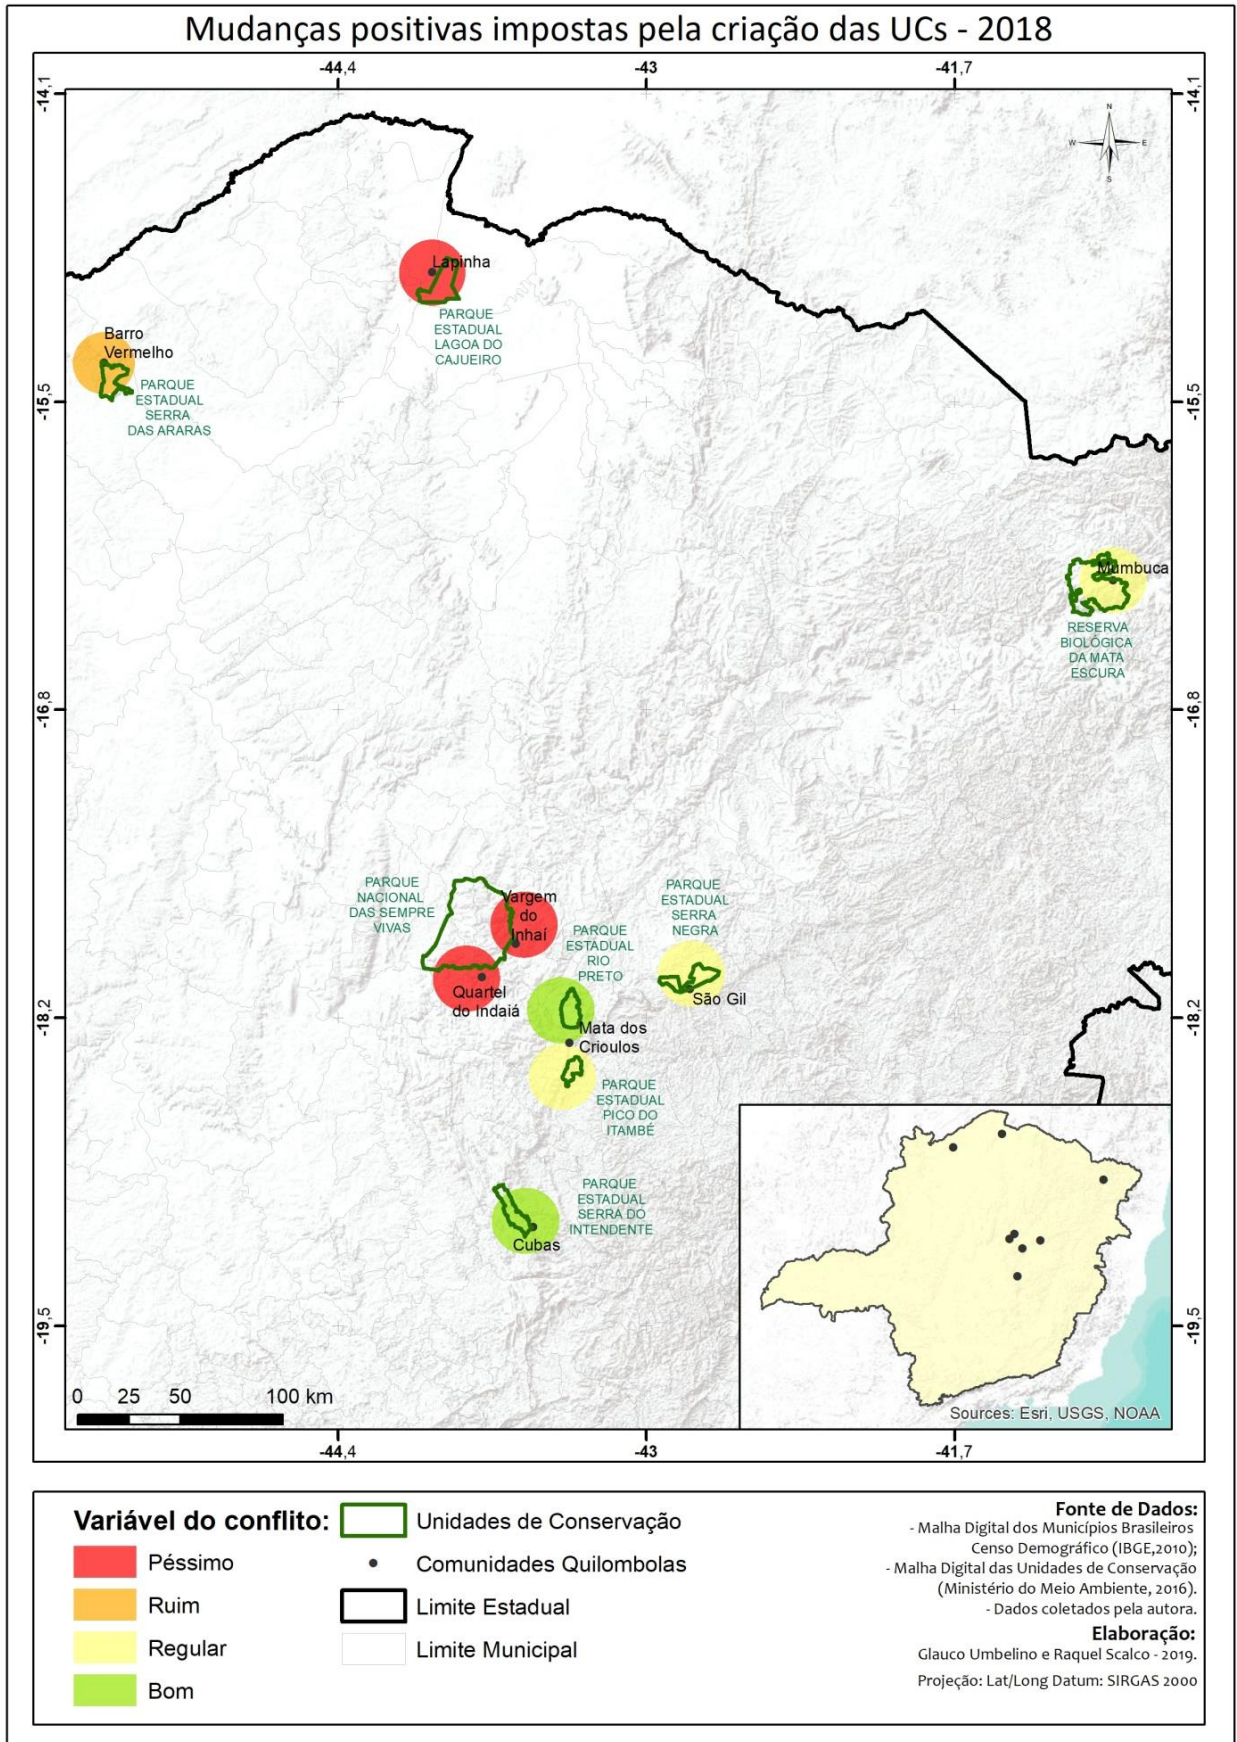 Mudanças positivas impostas pela criação das UCs - 2018
-44,4
-43
-41,7
-14,1
-14,1
N
W
E
S
Lapinha
PARQUE
ESTADUAL
LAGOA DO
CAJUEIRO
Barro
Vermelho
PARQUE
ESTADUAL
SERRA
DAS ARARAS
-15,5
-15,5
Mumbuca
RESERVA
BIOLÓGICA
DA MATA
ESCURA
-16,8
-16,8
PARQUE
NACIONAL
DAS SEMPRE
VIVAS
Vargem
do
Inhaí
PARQUE
ESTADUAL
RIO
PRETO
PARQUE
ESTADUAL
SERRA
NEGRA
Quartel
do Indaiá
São Gil
-18,2
-18,2
Mata dos
Crioulos
PARQUE
ESTADUAL
PICO DO
ITAMBÉ
PARQUE
ESTADUAL
SERRA DO
INTENDENTE
Cubas
-19,5
-19,5
0 25 50 100 km
Sources: Esri, USGS, NOAA
-44,4
-43
-41,7
Variável do conflito:
Péssimo
Ruim
Regular
Bom
Unidades de Conservação
Comunidades Quilombolas
Limite Estadual
Limite Municipal
Fonte de Dados:
- Malha Digital dos Municípios Brasileiros
Censo Demográfico (IBGE,2010);
- Malha Digital das Unidades de Conservação
(Ministério do Meio Ambiente, 2016).
- Dados coletados pela autora.
Elaboração:
Glauco Umbelino e Raquel Scalco - 2019.
Projeção: Lat/Long Datum: SIRGAS 2000